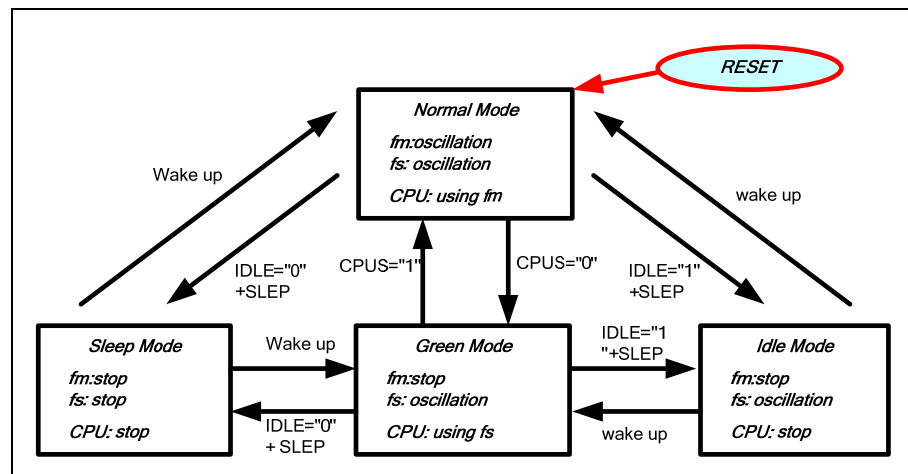 RESET
Normal Mode
fm:oscillation
fs: oscillation
CPU: using fm
Wake up
wake up
IDLE="0"
+SLEP
CPUS="1"
CPUS="0"
IDLE="1"
+SLEP
Sleep Mode
fm:stop
fs: stop
CPU: stop
Wake up
IDLE="0"
+ SLEP
Green Mode
fm:stop
fs: oscillation
CPU: using fs
IDLE="1
"+SLEP
wake up
Idle Mode
fm:stop
fs: oscillation
CPU: stop